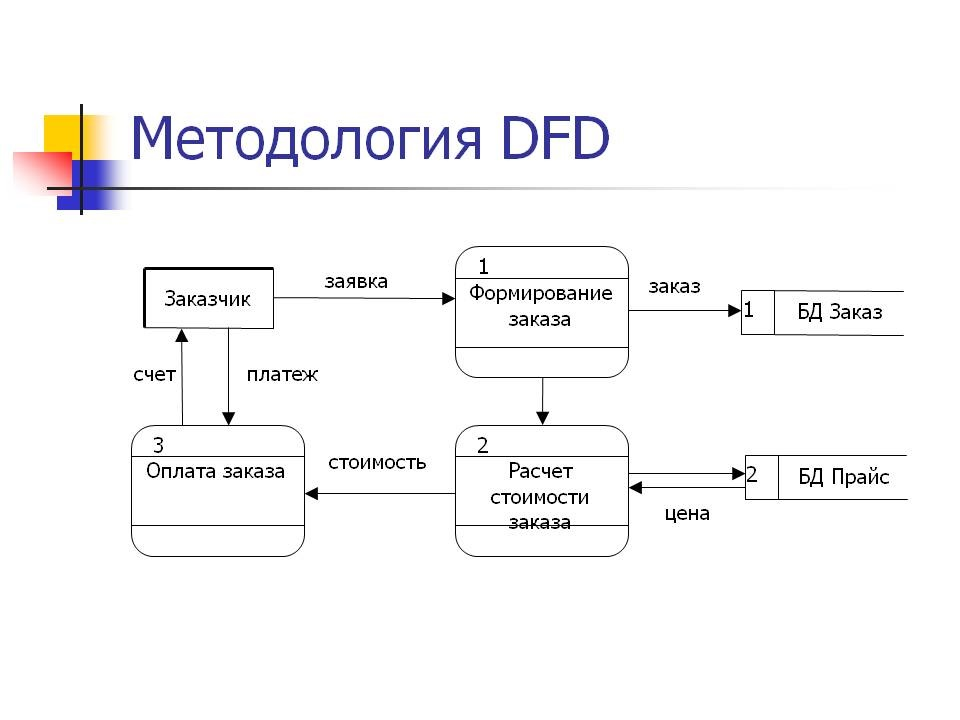 Методология DFD
Заказчик
заявка
1
Формирование
заказа
заказ
1
БД Заказ
счет
платеж
3
Оплата заказа
стоимость
2
Расчет
стоимости
заказа
2
БД Прайс
цена